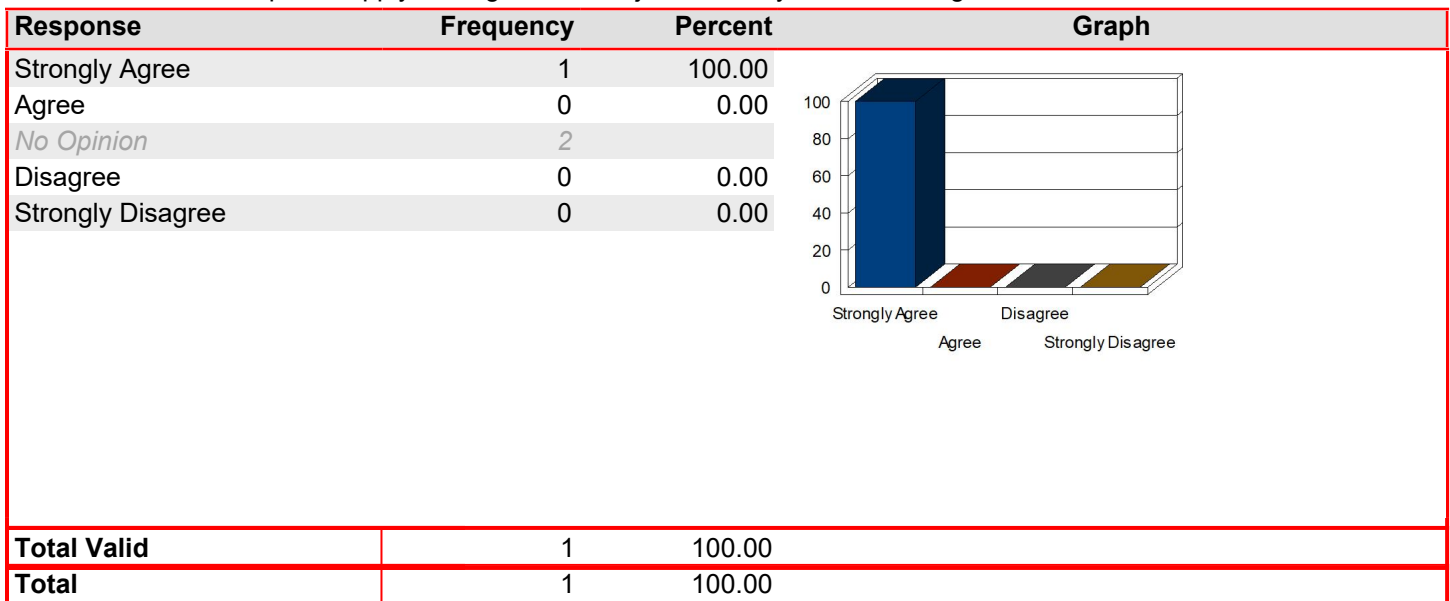 Response Frequency Percent Graph
Strongly Agree 1 100.00
Agree 0 0.00
No Opinion 2
Disagree 0 0.00
Strongly Disagree 0 0.00
100
80
60
40
20
0
Strongly Agree Disagree
Agree Strongly Disagree
Total Valid 1 100.00
Total 1 100.00